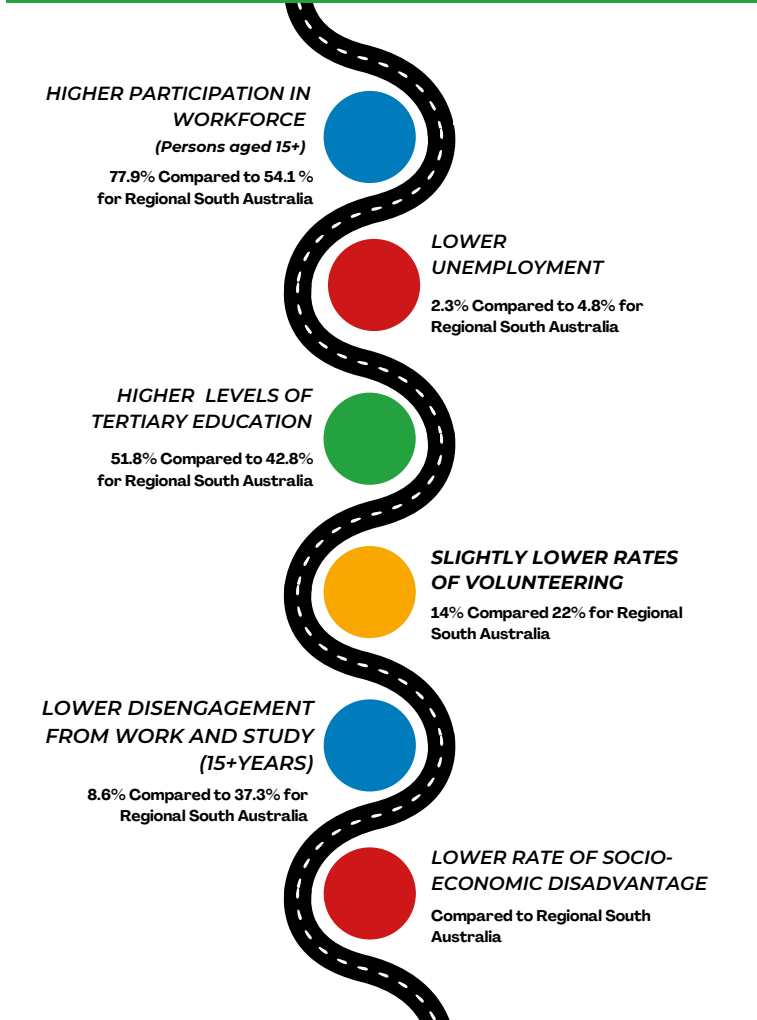 HIGHER PARTICIPATION IN
WORKFORCE
(Persons aged 15+)
77.9% Compared to 54.1 %
for Regional South Australia
LOWER
UNEMPLOYMENT
2.3% Compared to 4.8% for
Regional South Australia
HIGHER LEVELS OF
TERTIARY EDUCATION
51.8% Compared to 42.8%
for Regional South Australia
SLIGHTLY LOWER RATES
OF VOLUNTEERING
14% Compared 22% for Regional
South Australia
LOWER DISENGAGEMENT
FROM WORK AND STUDY
(15+YEARS)
8.6% Compared to 37.3% for
Regional South Australia
LOWER RATE OF SOCIO-
ECONOMIC DISADVANTAGE
Compared to Regional South
Australia